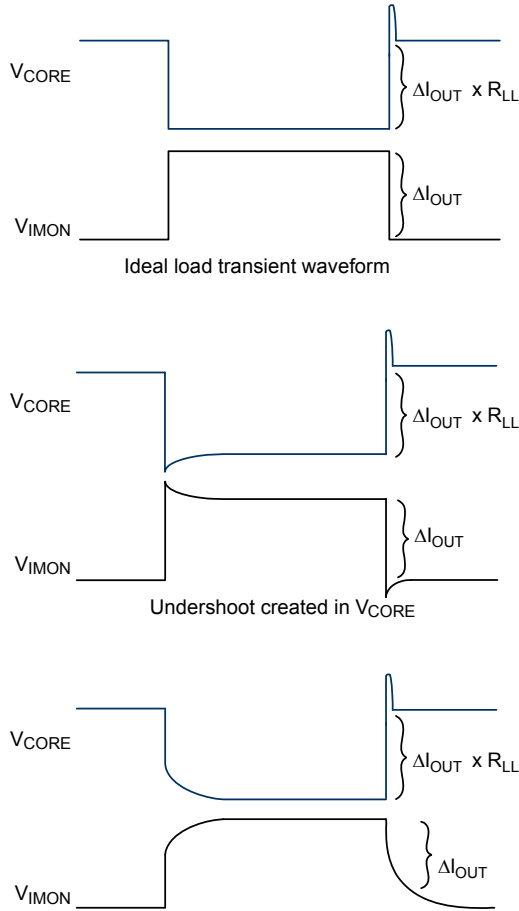 VCORE
ΔIOUT x RLL
ΔIOUT
VIMON
Ideal load transient waveform
VCORE
ΔIOUT x RLL
ΔIOUT
VIMON
Undershoot created in VCORE
VCORE
ΔIOUT x RLL
ΔIOUT
VIMON